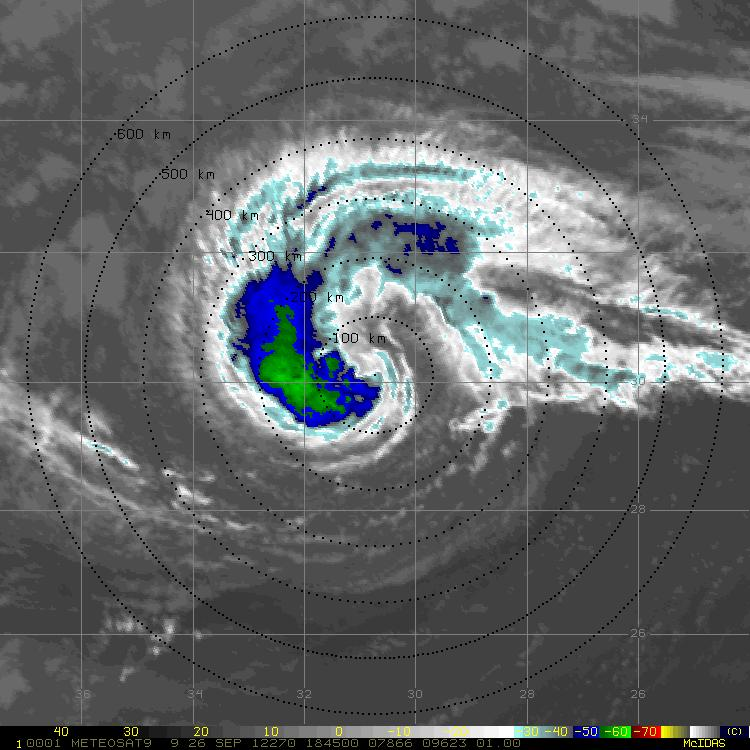 34
600 km
500 km
400 km
300 km
200 km
100 km
30
28
26
36 34 32 30 28 26
40 30 20 10 0 -10 -20 -30 -40 -50 -60 -70 (C)
1 0001 METEOSAT9 9 26 SEP 12270 184500 07866 09623 01.00 McIDAS